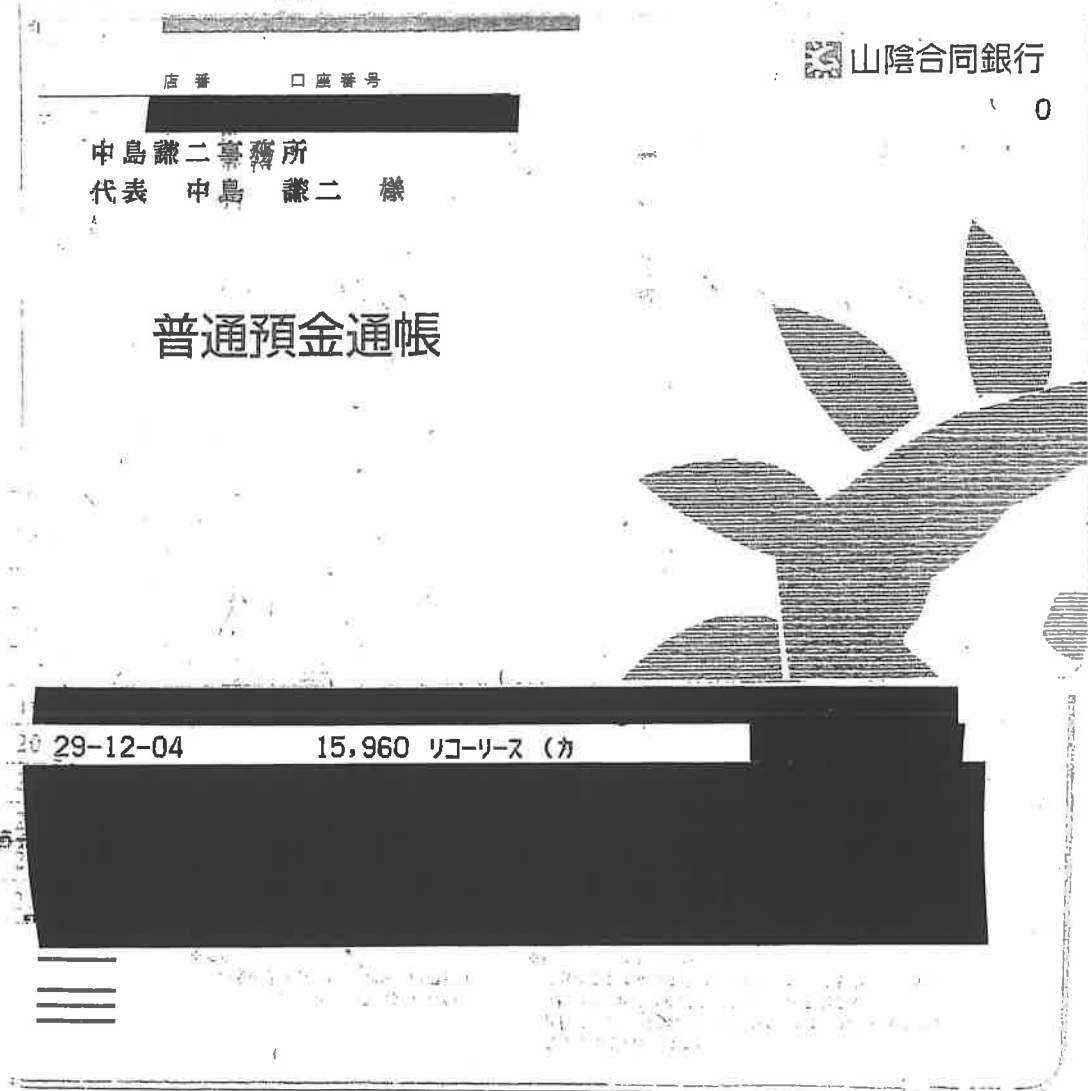 店番 口座番号
山陰合同銀行
0
中島謙二事務所
代表 中島 謙二 様
普通預金通帳
20 29-12-04 15,960 リコーリース (カ